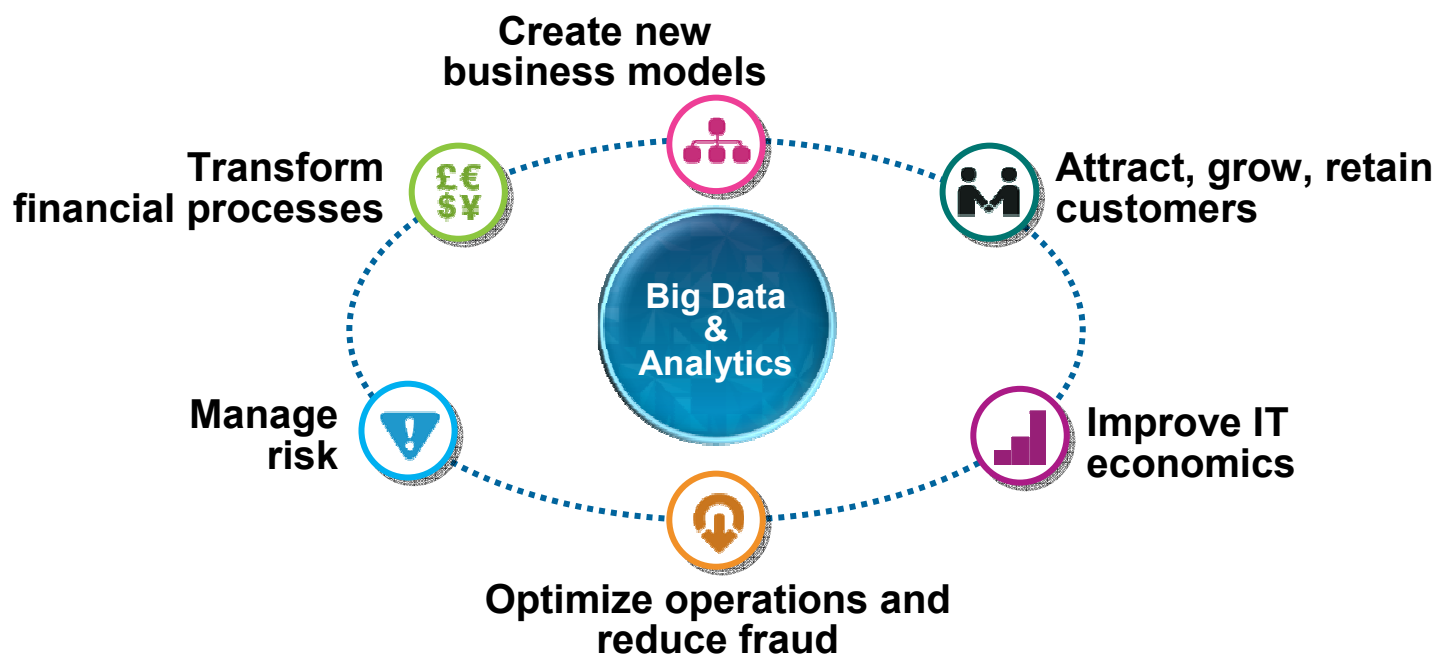 Create new
business models
Transform
financial processes
£€
$¥
Attract, grow, retain
customers
Big Data
&
Analytics
Manage
risk
!
Improve IT
economics
Optimize operations and
reduce fraud